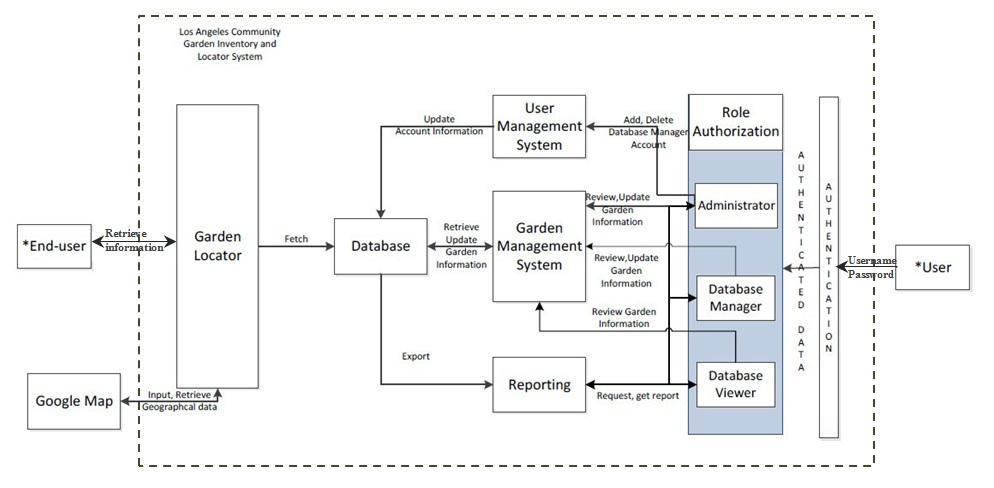 Los Angeles Community
Garden Inventory and
Locator System
User
Management
System
Role
Authorization
Update
Account Information
Add, Delete
Database Manager
Account
Administrator
Review,Update
Garden
Information
*End-user
Retrieve
information
Garden
Locator
Fetch
Database
Retrieve
Update
Garden
Information
Garden
Management
System
Review,Update
Garden
Information
Database
Manager
AUTHENTICATED DATA
AUTHENTICATION
Username
Password
*User
Review Garden
Information
Export
Reporting
Request, get report
Database
Viewer
Google Map
Input, Retrieve
Geographcal data